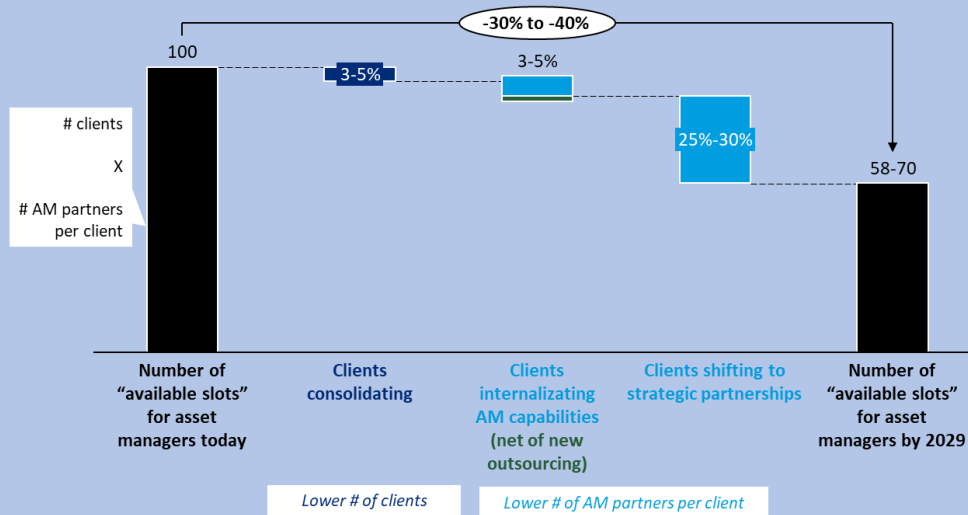 -30% to -40%
100
3-5%
3-5%
25%-30%
58-70
# clients
X
# AM partners
per client
Number of
“available slots”
for asset
managers today
Clients
consolidating
Clients
internalizating
AM capabilities
(net of new
outsourcing)
Clients shifting to
strategic partnerships
Number of
“available slots”
for asset
managers by 2029
Lower # of clients
Lower # of AM partners per client